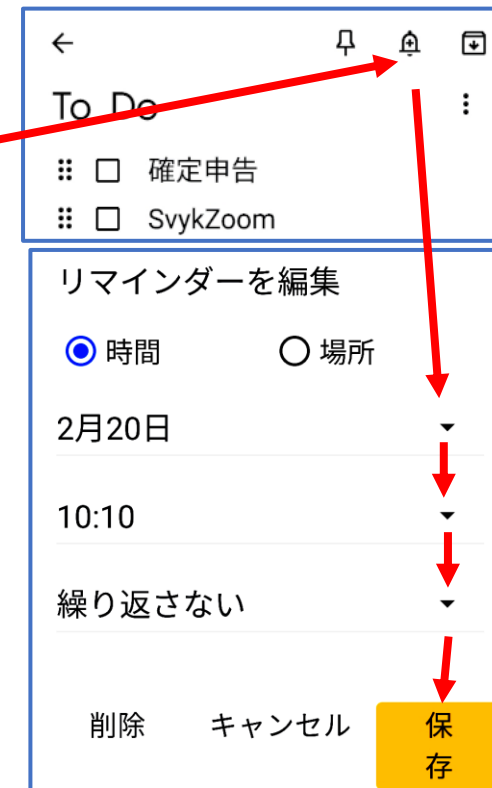 To Do
確定申告
SvykZoom
リマインダーを編集
時間 場所
2月20日
10:10
繰り返さない
削除 キャンセル 保
存